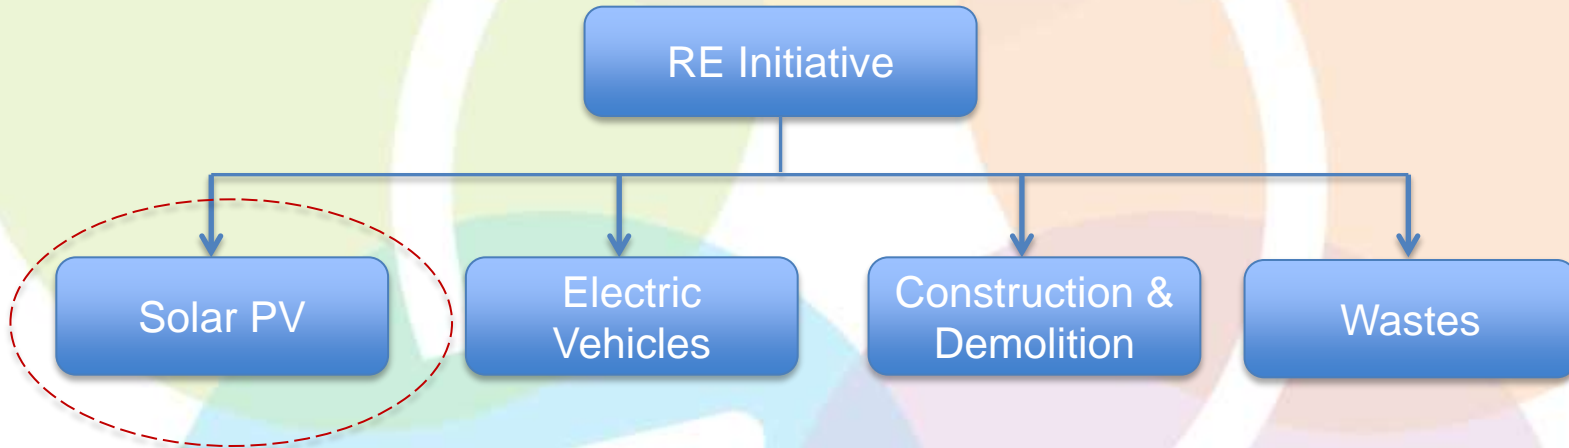 RE Initiative
Solar PV
Electric
Vehicles
Construction &
Demolition
Wastes